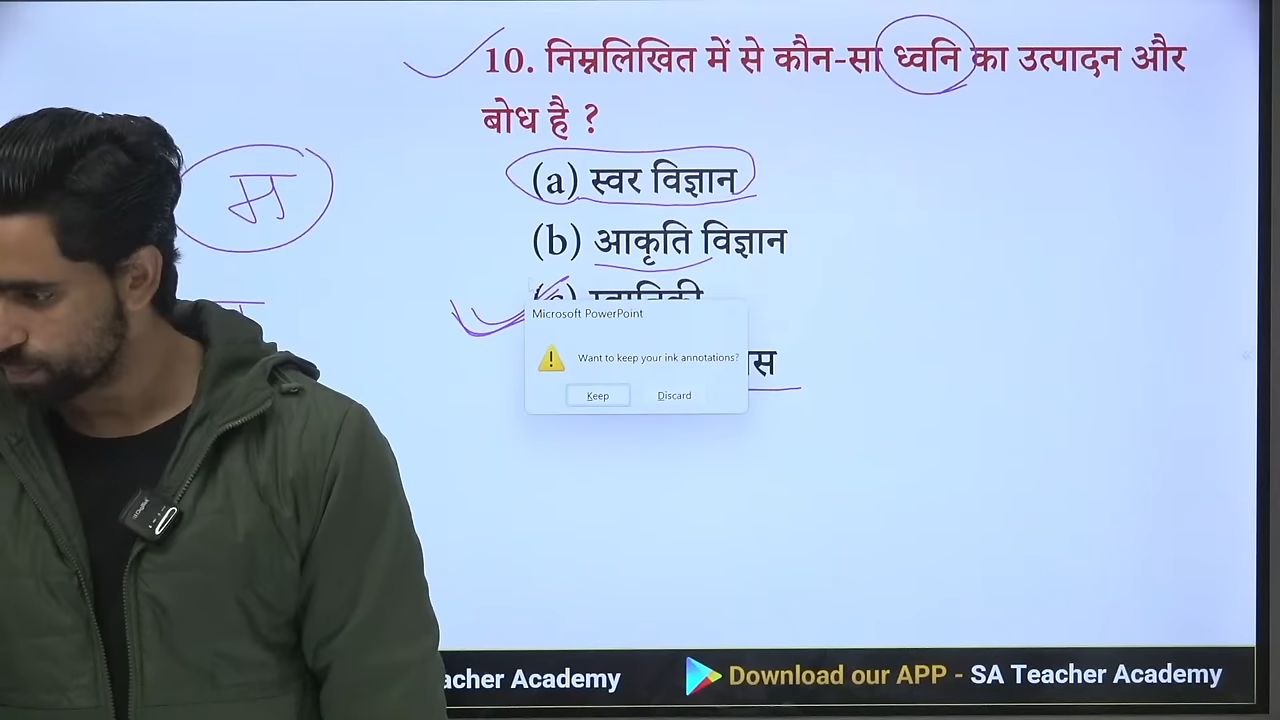 10. निम्नलिखित में से कौन-सा ध्वनि का उत्पादन और
बोध है ?
म
(a) स्वर विज्ञान
(b) आकृति विज्ञान
Microsoft PowerPoint
Want to keep your ink annotations?
Keep
Discard
acher Academy
Download our APP - SA Teacher Academy